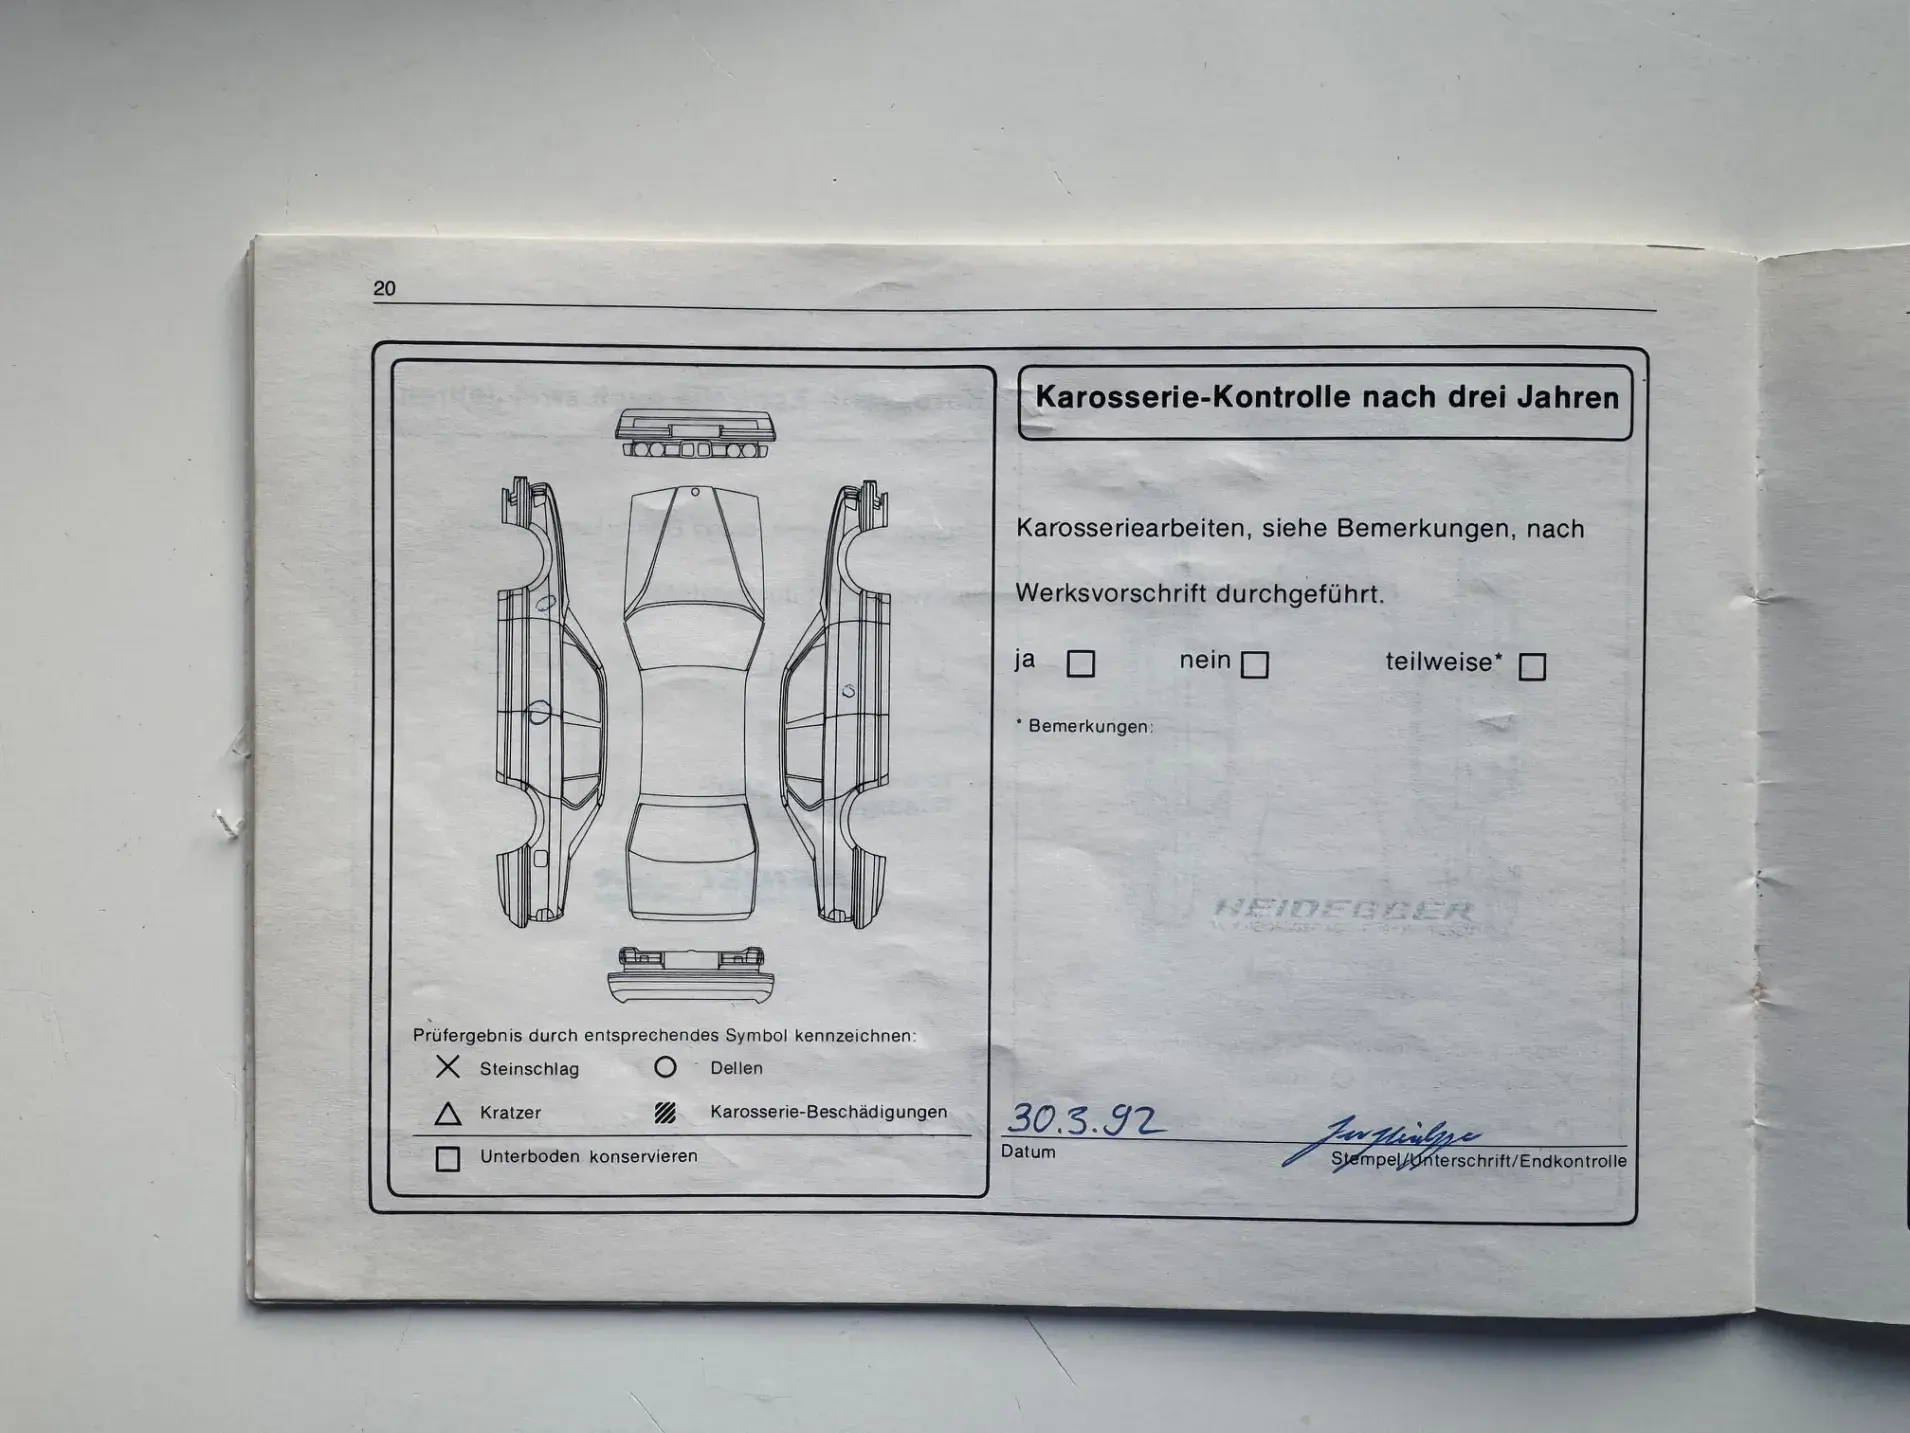 20
Karosserie-Kontrolle nach drei Jahren
Karosseriearbeiten, siehe Bemerkungen, nach
Werksvorschrift durchgeführt.
ja nein teilweise*
* Bemerkungen:
HEIDEGGER
Prüfergebnis durch entsprechendes Symbol kennzeichnen:
Steinschlag Dellen
Kratzer Karosserie-Beschädigungen
Unterboden konservieren
30.3.92
Datum
Stempel/Unterschrift/Endkontrolle